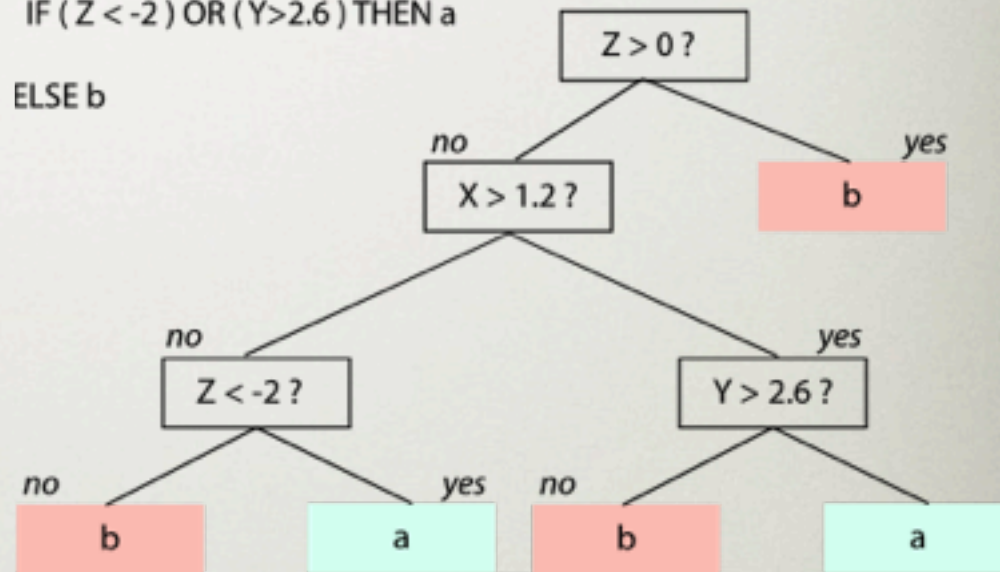 IF ( Z < -2 ) OR ( Y>2.6 ) THEN a
ELSE b
Z > 0 ?
no
yes
X > 1.2 ?
b
no
yes
Z < -2 ?
Y > 2.6 ?
no
yes
no
b
a
b
a